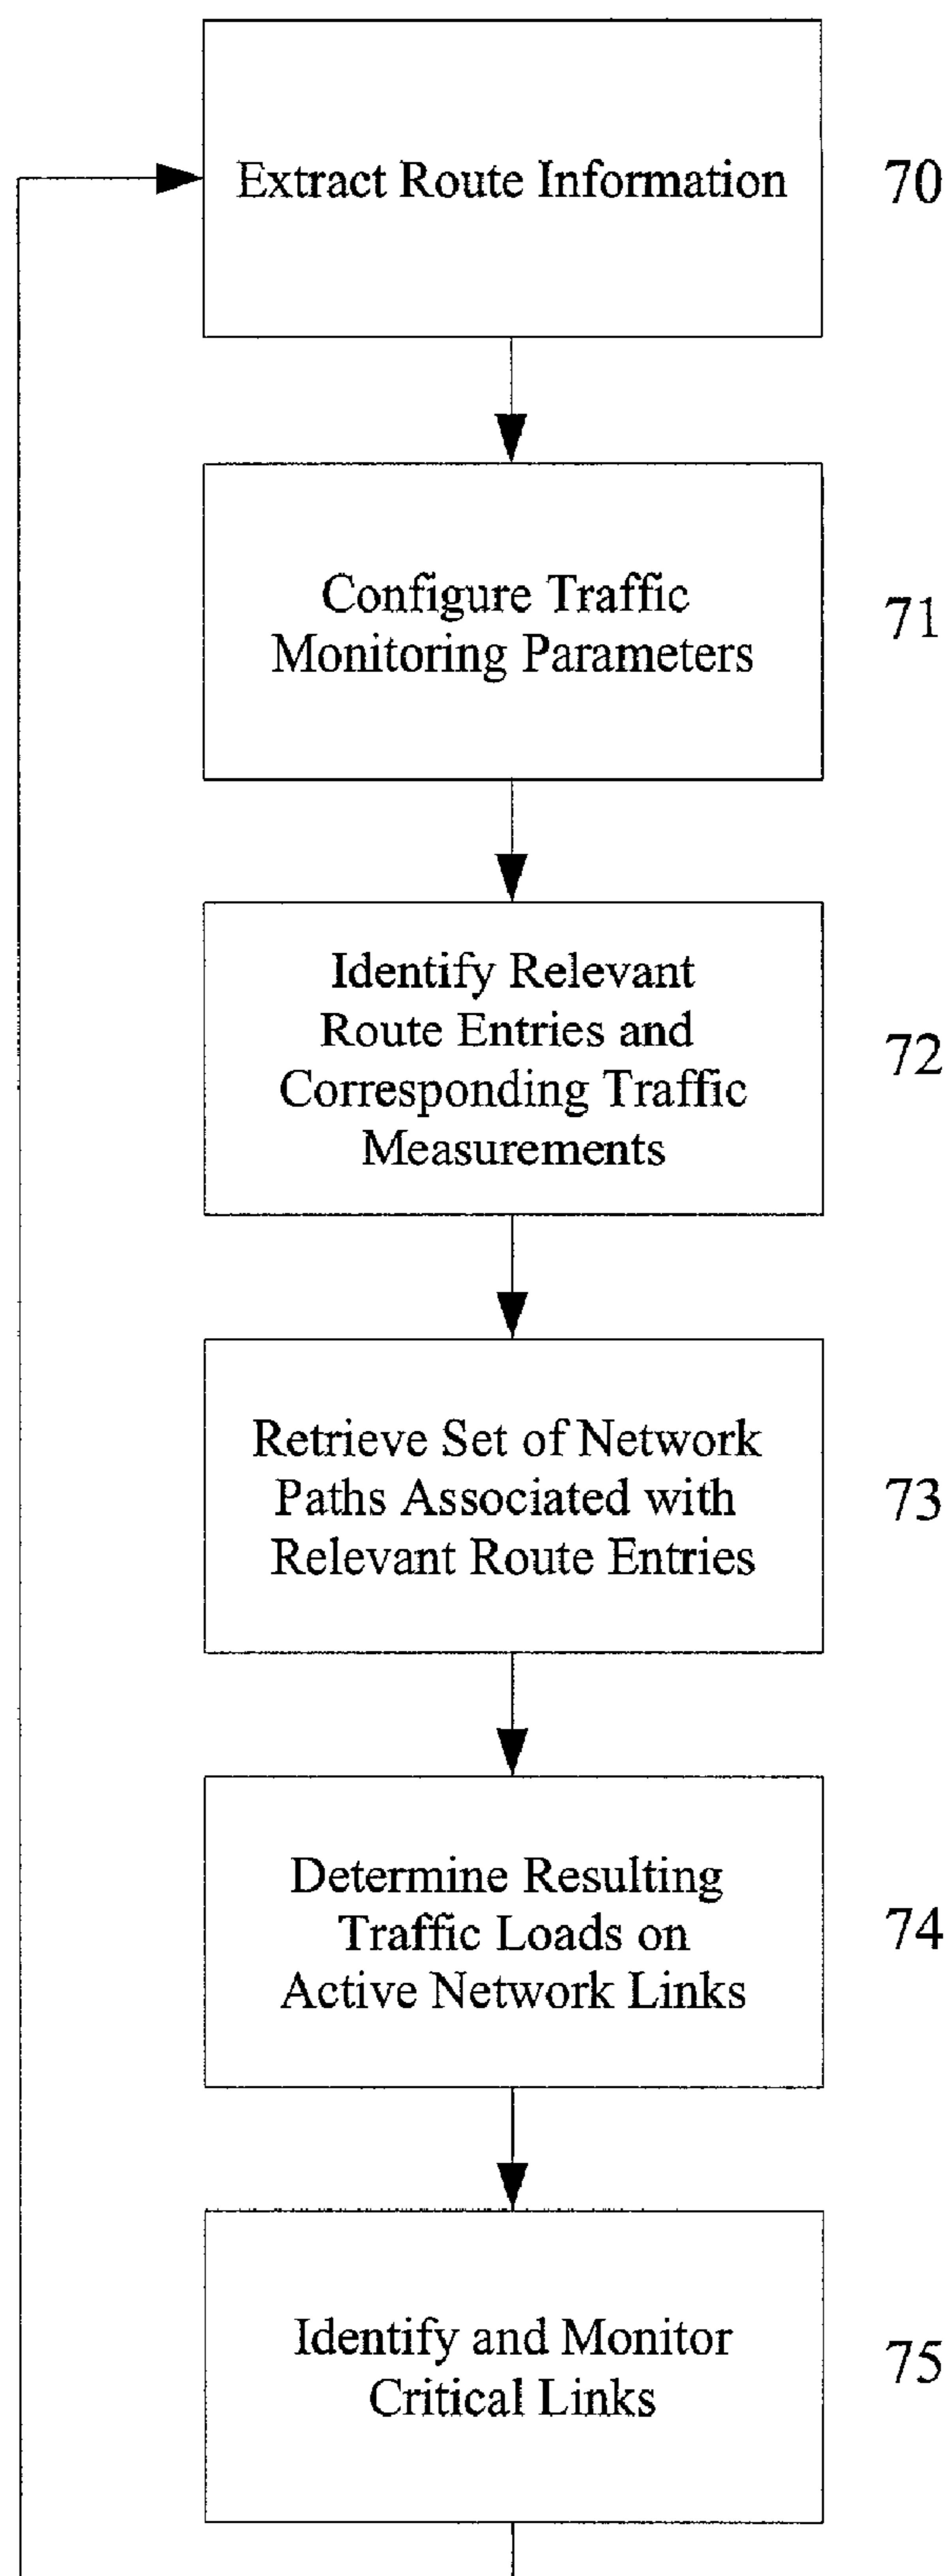 Extract Route Information
70
Configure Traffic
Monitoring Parameters
71
Identify Relevant
Route Entries and
Corresponding Traffic
Measurements
72
Retrieve Set of Network
Paths Associated with
Relevant Route Entries
73
Determine Resulting
Traffic Loads on
Active Network Links
74
Identify and Monitor
Critical Links
75